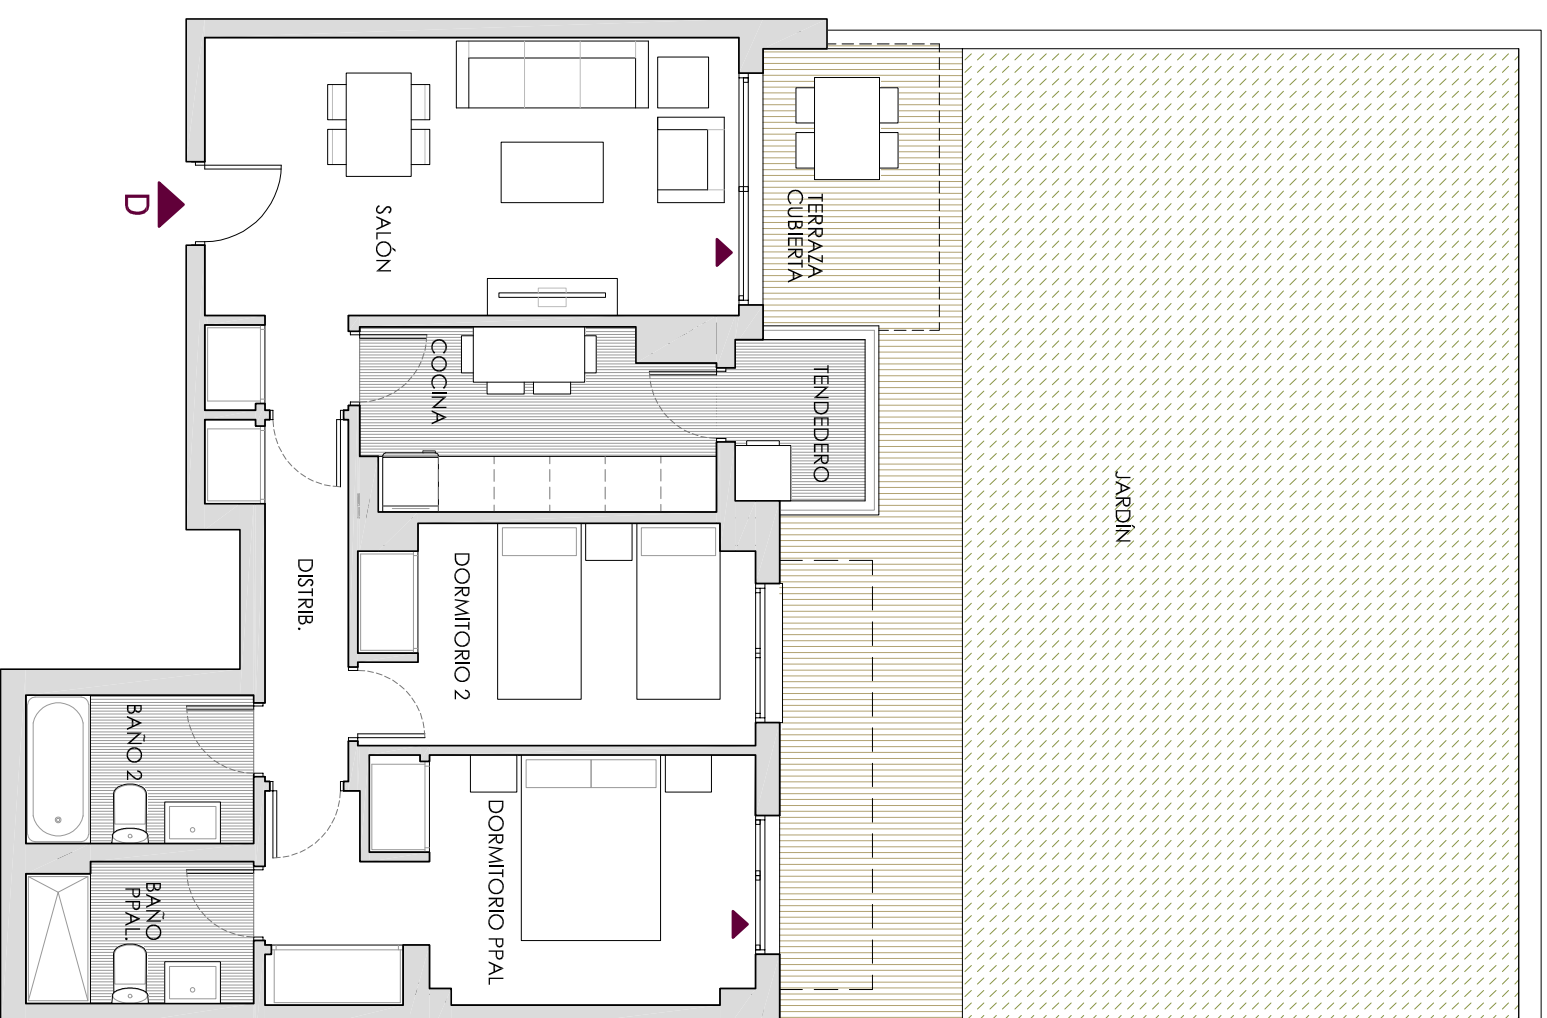 D
SALÓN
TERRAZA
CUBIERTA
COCINA
TENDEDERO
JARDÍN
DISTRIB.
DORMITORIO 2
BAÑO 2
DORMITORIO PPAL
BAÑO
PPAL.